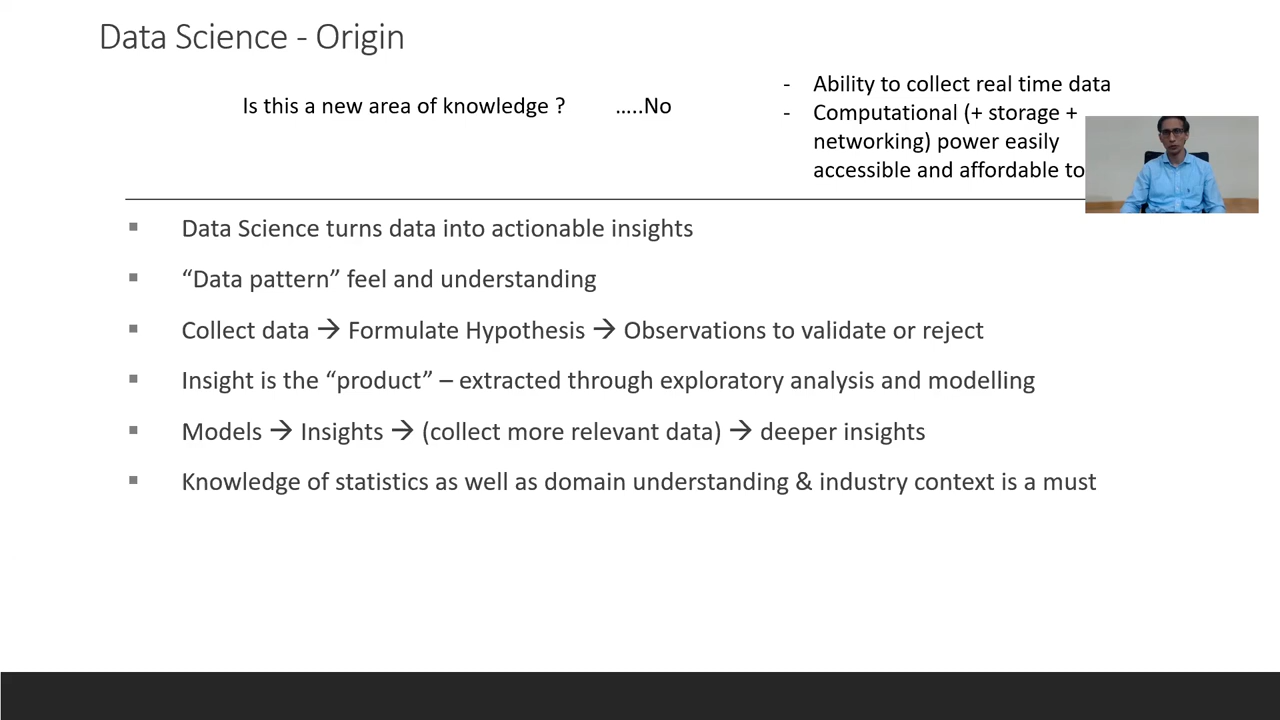 Data Science - Origin
Is this a new area of knowledge ? …..No
- Ability to collect real time data
- Computational (+ storage +
networking) power easily
accessible and affordable to
▪ Data Science turns data into actionable insights
▪ “Data pattern” feel and understanding
▪ Collect data → Formulate Hypothesis → Observations to validate or reject
▪ Insight is the “product” – extracted through exploratory analysis and modelling
▪ Models → Insights → (collect more relevant data) → deeper insights
▪ Knowledge of statistics as well as domain understanding & industry context is a must